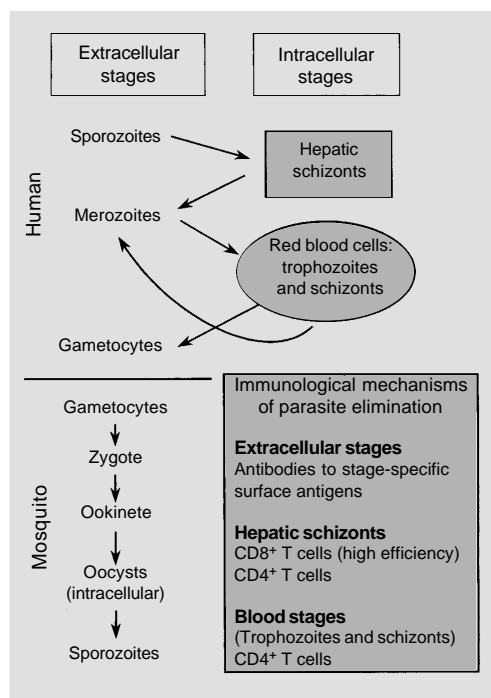 Extracellular
stages
Intracellular
stages
Human
Sporozoites
Hepatic
schizonts
Merozoites
Red blood cells:
trophozoites
and schizonts
Gametocytes
Mosquito
Gametocytes
Zygote
Ookinete
Oocysts
(intracellular)
Sporozoites
Immunological mechanisms
of parasite elimination
Extracellular stages
Antibodies to stage-specific
surface antigens
Hepatic schizonts
CD8⁺ T cells (high efficiency)
CD4⁺ T cells
Blood stages
(Trophozoites and schizonts)
CD4⁺ T cells